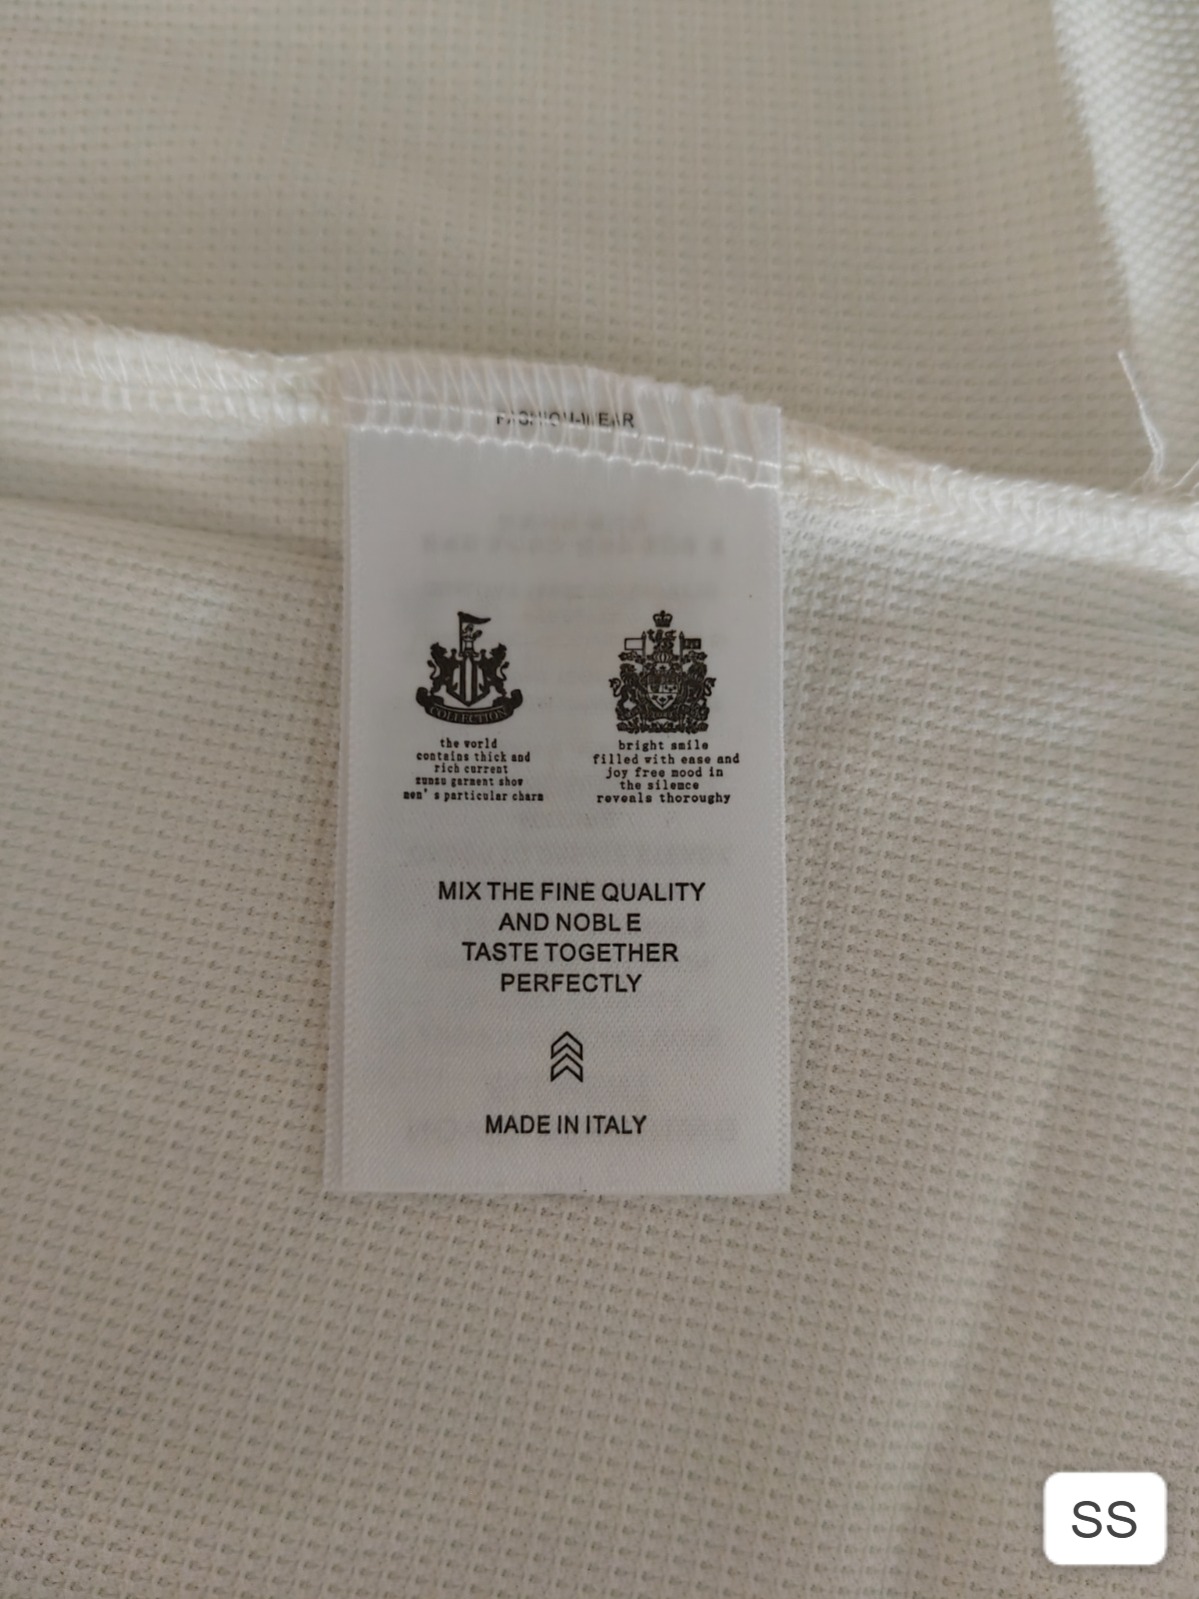 FASHION-WEAR
COLLECTION
the world
contains thick and
rich current
zunzu garment show
men's particular charm
bright smile
filled with ease and
joy free mood in
the silence
reveals thoroughy
MIX THE FINE QUALITY
AND NOBLE
TASTE TOGETHER
PERFECTLY
MADE IN ITALY
SS